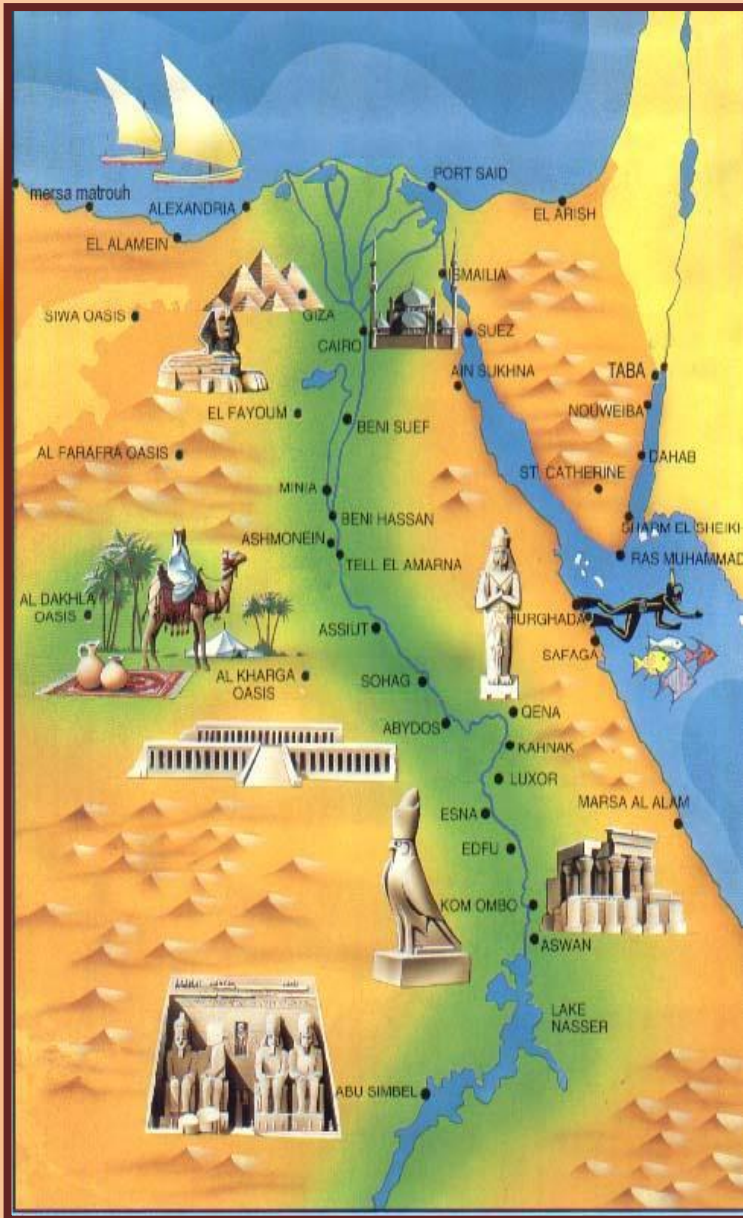 PORT SAID
mersa matrouh
ALEXANDRIA
EL ARISH
EL ALAMEIN
ISMAILIA
GIZA
SIWA OASIS
CAIRO
SUEZ
AIN SUKHNA
TABA
NOUWEIBA
EL FAYOUM
BENI SUEF
AL FARAFRA OASIS
DAHAB
ST. CATHERINE
MINIA
BENI HASSAN
SHARM EL SHEIKH
ASHMONEIN
TELL EL AMARNA
RAS MUHAMMAD
AL DAKHLA
OASIS
HURGHADA
ASSIUT
SAFAGA
AL KHARGA
OASIS
SOHAG
QENA
ABYDOS
KAHNAK
LUXOR
MARSA AL ALAM
ESNA
EDFU
KOM OMBO
ASWAN
LAKE
NASSER
ABU SIMBEL